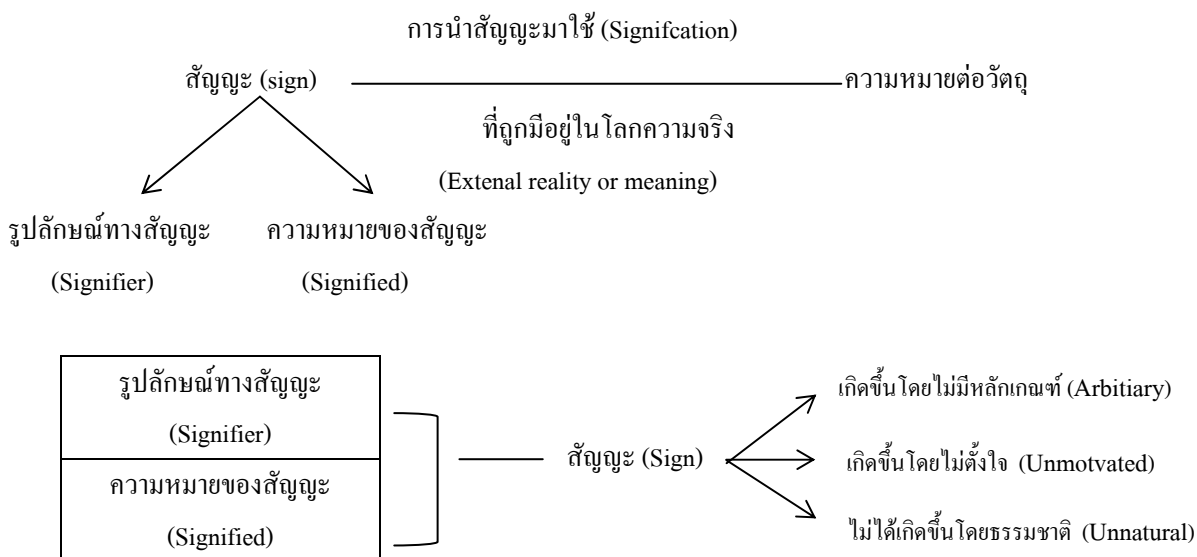 การนำสัญญะมาใช้ (Signifcation)
สัญญะ (sign) ความหมายต่อวัตถุ
ที่ถูกมีอยู่ในโลกความจริง
(Extenal reality or meaning)
รูปลักษณ์ทางสัญญะ ความหมายของสัญญะ
(Signifier) (Signified)
รูปลักษณ์ทางสัญญะ
(Signifier)
ความหมายของสัญญะ
(Signified)
สัญญะ (Sign)
เกิดขึ้นโดยไม่มีหลักเกณฑ์ (Arbitiary)
เกิดขึ้นโดยไม่ตั้งใจ (Unmotvated)
ไม่ได้เกิดขึ้นโดยธรรมชาติ (Unnatural)